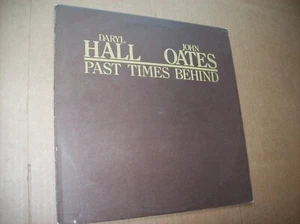 DARYL JOHN
HALL OATES
PAST TIMES BEHIND